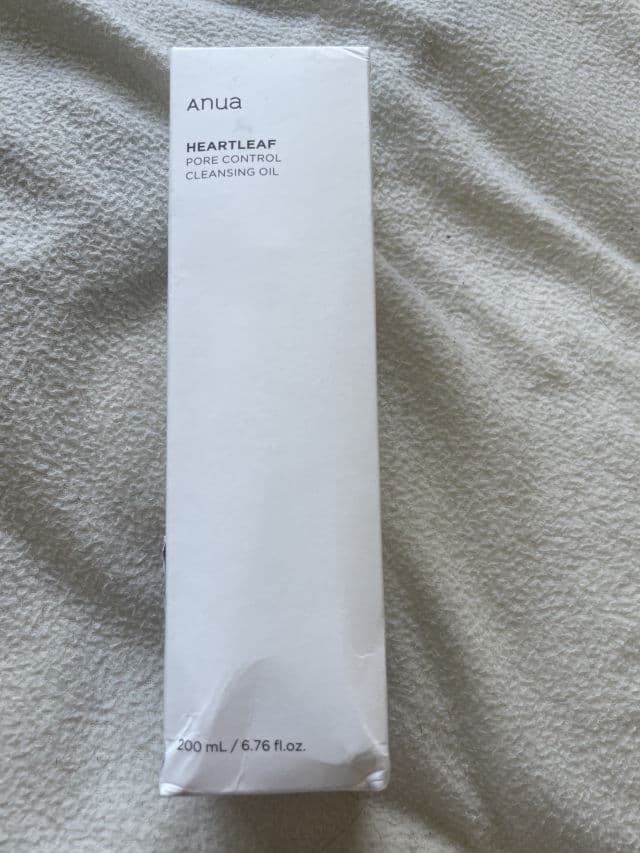 Anua
HEARTLEAF
PORE CONTROL
CLEANSING OIL
200 mL / 6.76 fl.oz.